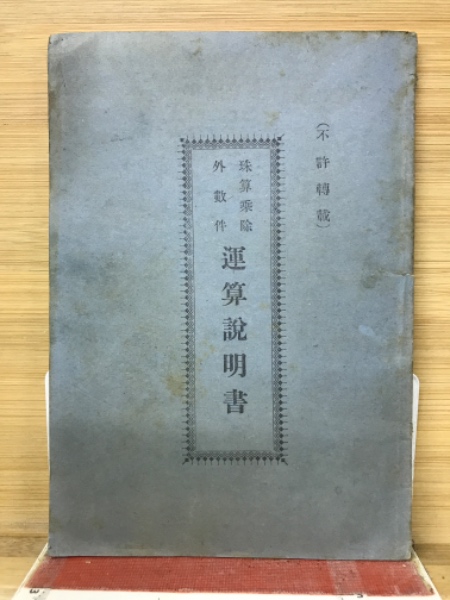 （不許轉載）
珠算乘除
外數件
運算說明書